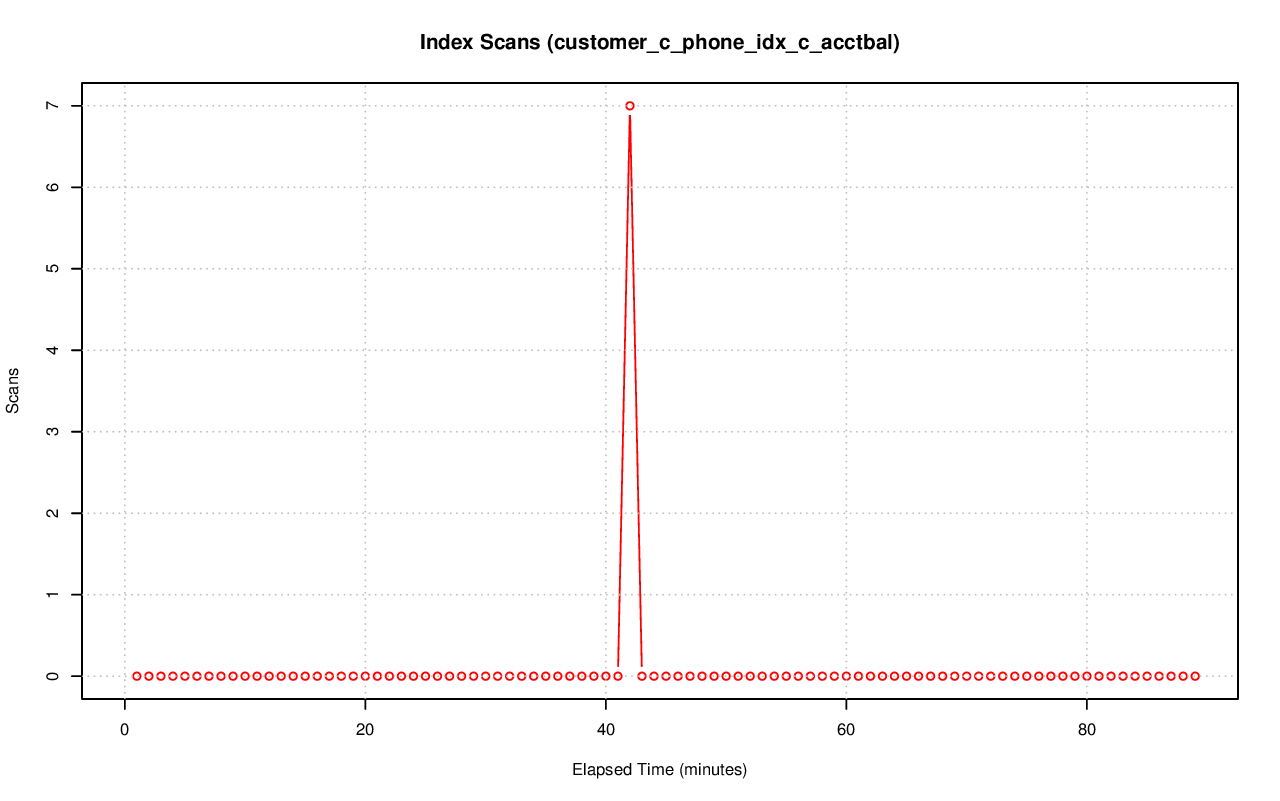 Index Scans (customer_c_phone_idx_c_acctbal)
7
6
5
4
3
2
1
0
Scans
0 20 40 60 80
Elapsed Time (minutes)